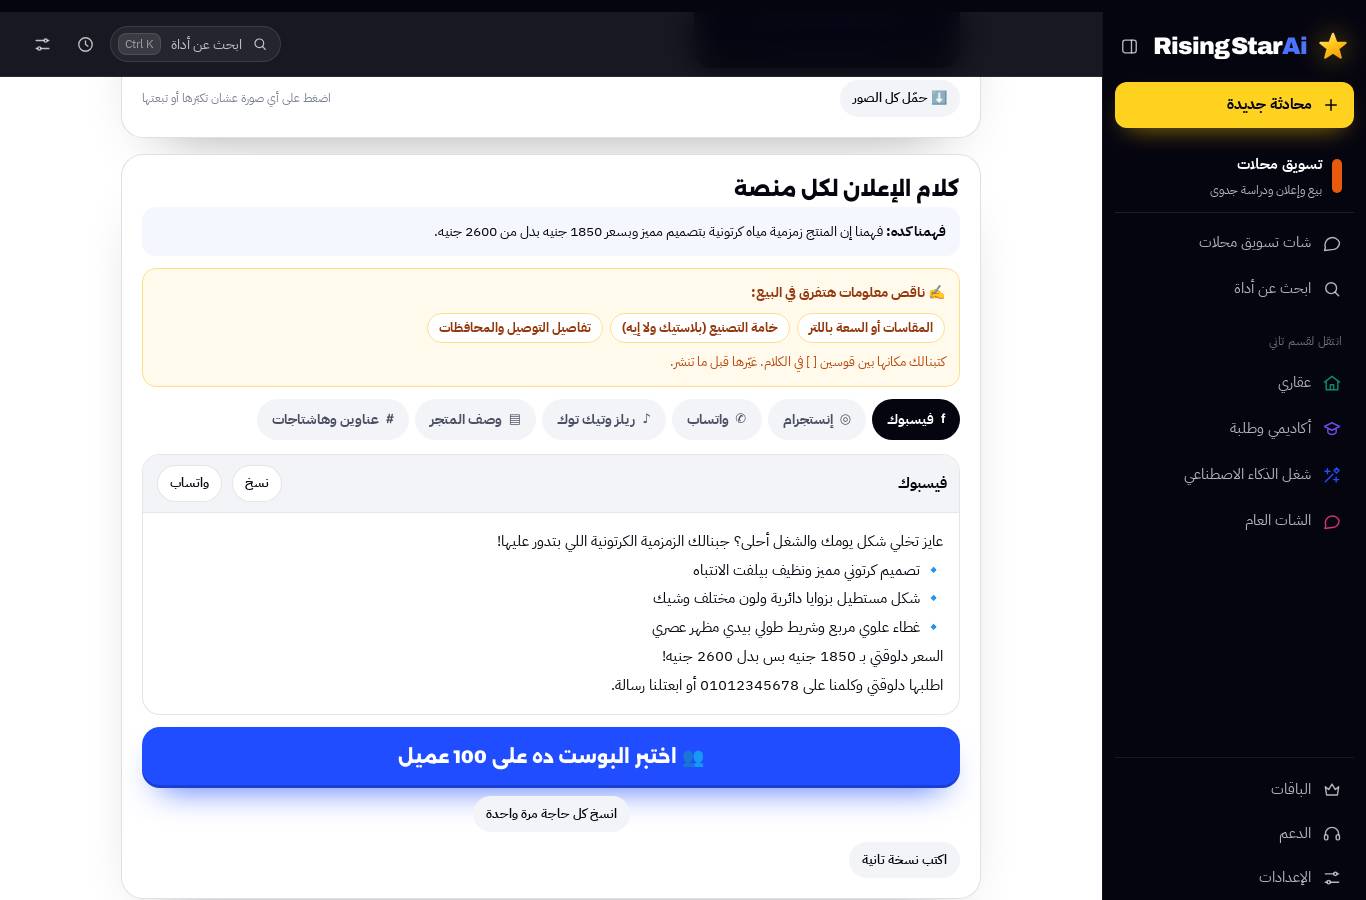 RisingStarAi
محادثة جديدة
تسويق محلات
بيع وإعلان ودراسة جدوى
شات تسويق محلات
ابحث عن أداة
انتقل لقسم تاني
عقاري
أكاديمي وطلبة
شغل الذكاء الاصطناعي
الشات العام
الباقات
الدعم
الإعدادات
ابحث عن أداة Ctrl K
حمّل كل الصور
اضغط على أي صورة عشان تكبّرها أو تبعتها
كلام الإعلان لكل منصة
فهمنا كده: فهمنا إن المنتج زمزمية مياه كرتونية بتصميم مميز وبسعر 1850 جنيه بدل من 2600 جنيه.
ناقص معلومات هتفرق في البيع:
المقاسات أو السعة باللتر
خامة التصنيع (بلاستيك ولا إيه)
تفاصيل التوصيل والمحافظات
كتبنالك مكانها بين قوسين [ ] في الكلام. غيّرها قبل ما تنشر.
f فيسبوك
إنستجرام
واتساب
ريلز وتيك توك
وصف المتجر
# عناوين وهاشتاجات
فيسبوك
نسخ
واتساب
عايز تخلي شكل يومك والشغل أحلى؟ جبنالك الزمزمية الكرتونية اللي بتدور عليها!
تصميم كرتوني مميز ونظيف بيلفت الانتباه
شكل مستطيل بزوايا دائرية ولون مختلف وشيك
غطاء علوي مربع وشريط طولي بيدي مظهر عصري
السعر دلوقتي بـ 1850 جنيه بس بدل 2600 جنيه!
اطلبها دلوقتي وكلمنا على 01012345678 أو ابعتلنا رسالة.
اختبر البوست ده على 100 عميل
انسخ كل حاجة مرة واحدة
اكتب نسخة تانية